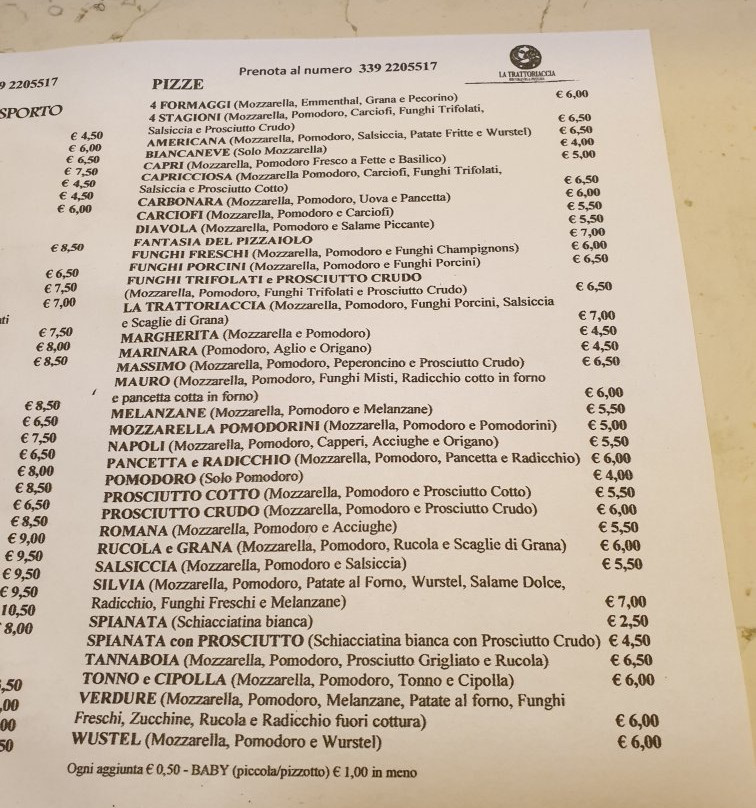 9 2205517
SPORTO
€ 4,50
€ 6,00
€ 6,50
€ 7,50
€ 4,50
€ 4,50
€ 6,00
€ 8,50
€ 6,50
€ 7,50
€ 7,00
ti
€ 7,50
€ 8,00
€ 8,50
€ 8,50
€ 6,50
€ 7,50
€ 6,50
€ 8,00
€ 8,50
€ 6,50
€ 8,50
€ 9,00
€ 9,50
€ 9,50
€ 9,50
10,50
8,00
,50
,00
00
50
Prenota al numero 339 2205517
LA TRATTORIACCIA
PIZZE
4 FORMAGGI (Mozzarella, Emmenthal, Grana e Pecorino) € 6,00
4 STAGIONI (Mozzarella, Pomodoro, Carciofi, Funghi Trifolati,
Salsiccia e Prosciutto Crudo) € 6,50
AMERICANA (Mozzarella, Pomodoro, Salsiccia, Patate Fritte e Wurstel) € 6,50
BIANCANEVE (Solo Mozzarella) € 4,00
CAPRI (Mozzarella, Pomodoro Fresco a Fette e Basilico) € 5,00
CAPRICCIOSA (Mozzarella Pomodoro, Carciofi, Funghi Trifolati,
Salsiccia e Prosciutto Cotto) € 6,50
CARBONARA (Mozzarella, Pomodoro, Uova e Pancetta) € 6,00
CARCIOFI (Mozzarella, Pomodoro e Carciofi) € 5,50
DIAVOLA (Mozzarella, Pomodoro e Salame Piccante) € 5,50
FANTASIA DEL PIZZAIOLO € 7,00
FUNGHI FRESCHI (Mozzarella, Pomodoro e Funghi Champignons) € 6,00
FUNGHI PORCINI (Mozzarella, Pomodoro e Funghi Porcini) € 6,50
FUNGHI TRIFOLATI e PROSCIUTTO CRUDO
(Mozzarella, Pomodoro, Funghi Trifolati e Prosciutto Crudo) € 6,50
LA TRATTORIACCIA (Mozzarella, Pomodoro, Funghi Porcini, Salsiccia
e Scaglie di Grana) € 7,00
MARGHERITA (Mozzarella e Pomodoro) € 4,50
MARINARA (Pomodoro, Aglio e Origano) € 4,50
MASSIMO (Mozzarella, Pomodoro, Peperoncino e Prosciutto Crudo) € 6,50
MAURO (Mozzarella, Pomodoro, Funghi Misti, Radicchio cotto in forno
e pancetta cotta in forno) € 6,00
MELANZANE (Mozzarella, Pomodoro e Melanzane) € 5,50
MOZZARELLA POMODORINI (Mozzarella, Pomodoro e Pomodorini) € 5,00
NAPOLI (Mozzarella, Pomodoro, Capperi, Acciughe e Origano) € 5,50
PANCETTA e RADICCHIO (Mozzarella, Pomodoro, Pancetta e Radicchio) € 6,00
POMODORO (Solo Pomodoro) € 4,00
PROSCIUTTO COTTO (Mozzarella, Pomodoro e Prosciutto Cotto) € 5,50
PROSCIUTTO CRUDO (Mozzarella, Pomodoro e Prosciutto Crudo) € 6,00
ROMANA (Mozzarella, Pomodoro e Acciughe) € 5,50
RUCOLA e GRANA (Mozzarella, Pomodoro, Rucola e Scaglie di Grana) € 6,00
SALSICCIA (Mozzarella, Pomodoro e Salsiccia) € 5,50
SILVIA (Mozzarella, Pomodoro, Patate al Forno, Wurstel, Salame Dolce,
Radicchio, Funghi Freschi e Melanzane) € 7,00
SPIANATA (Schiacciatina bianca) € 2,50
SPIANATA con PROSCIUTTO (Schiacciatina bianca con Prosciutto Crudo) € 4,50
TANNABOIA (Mozzarella, Pomodoro, Prosciutto Grigliato e Rucola) € 6,50
TONNO e CIPOLLA (Mozzarella, Pomodoro, Tonno e Cipolla) € 6,00
VERDURE (Mozzarella, Pomodoro, Melanzane, Patate al forno, Funghi
Freschi, Zucchine, Rucola e Radicchio fuori cottura) € 6,00
WUSTEL (Mozzarella, Pomodoro e Wurstel) € 6,00
Ogni aggiunta € 0,50 - BABY (piccola/pizzotto) € 1,00 in meno